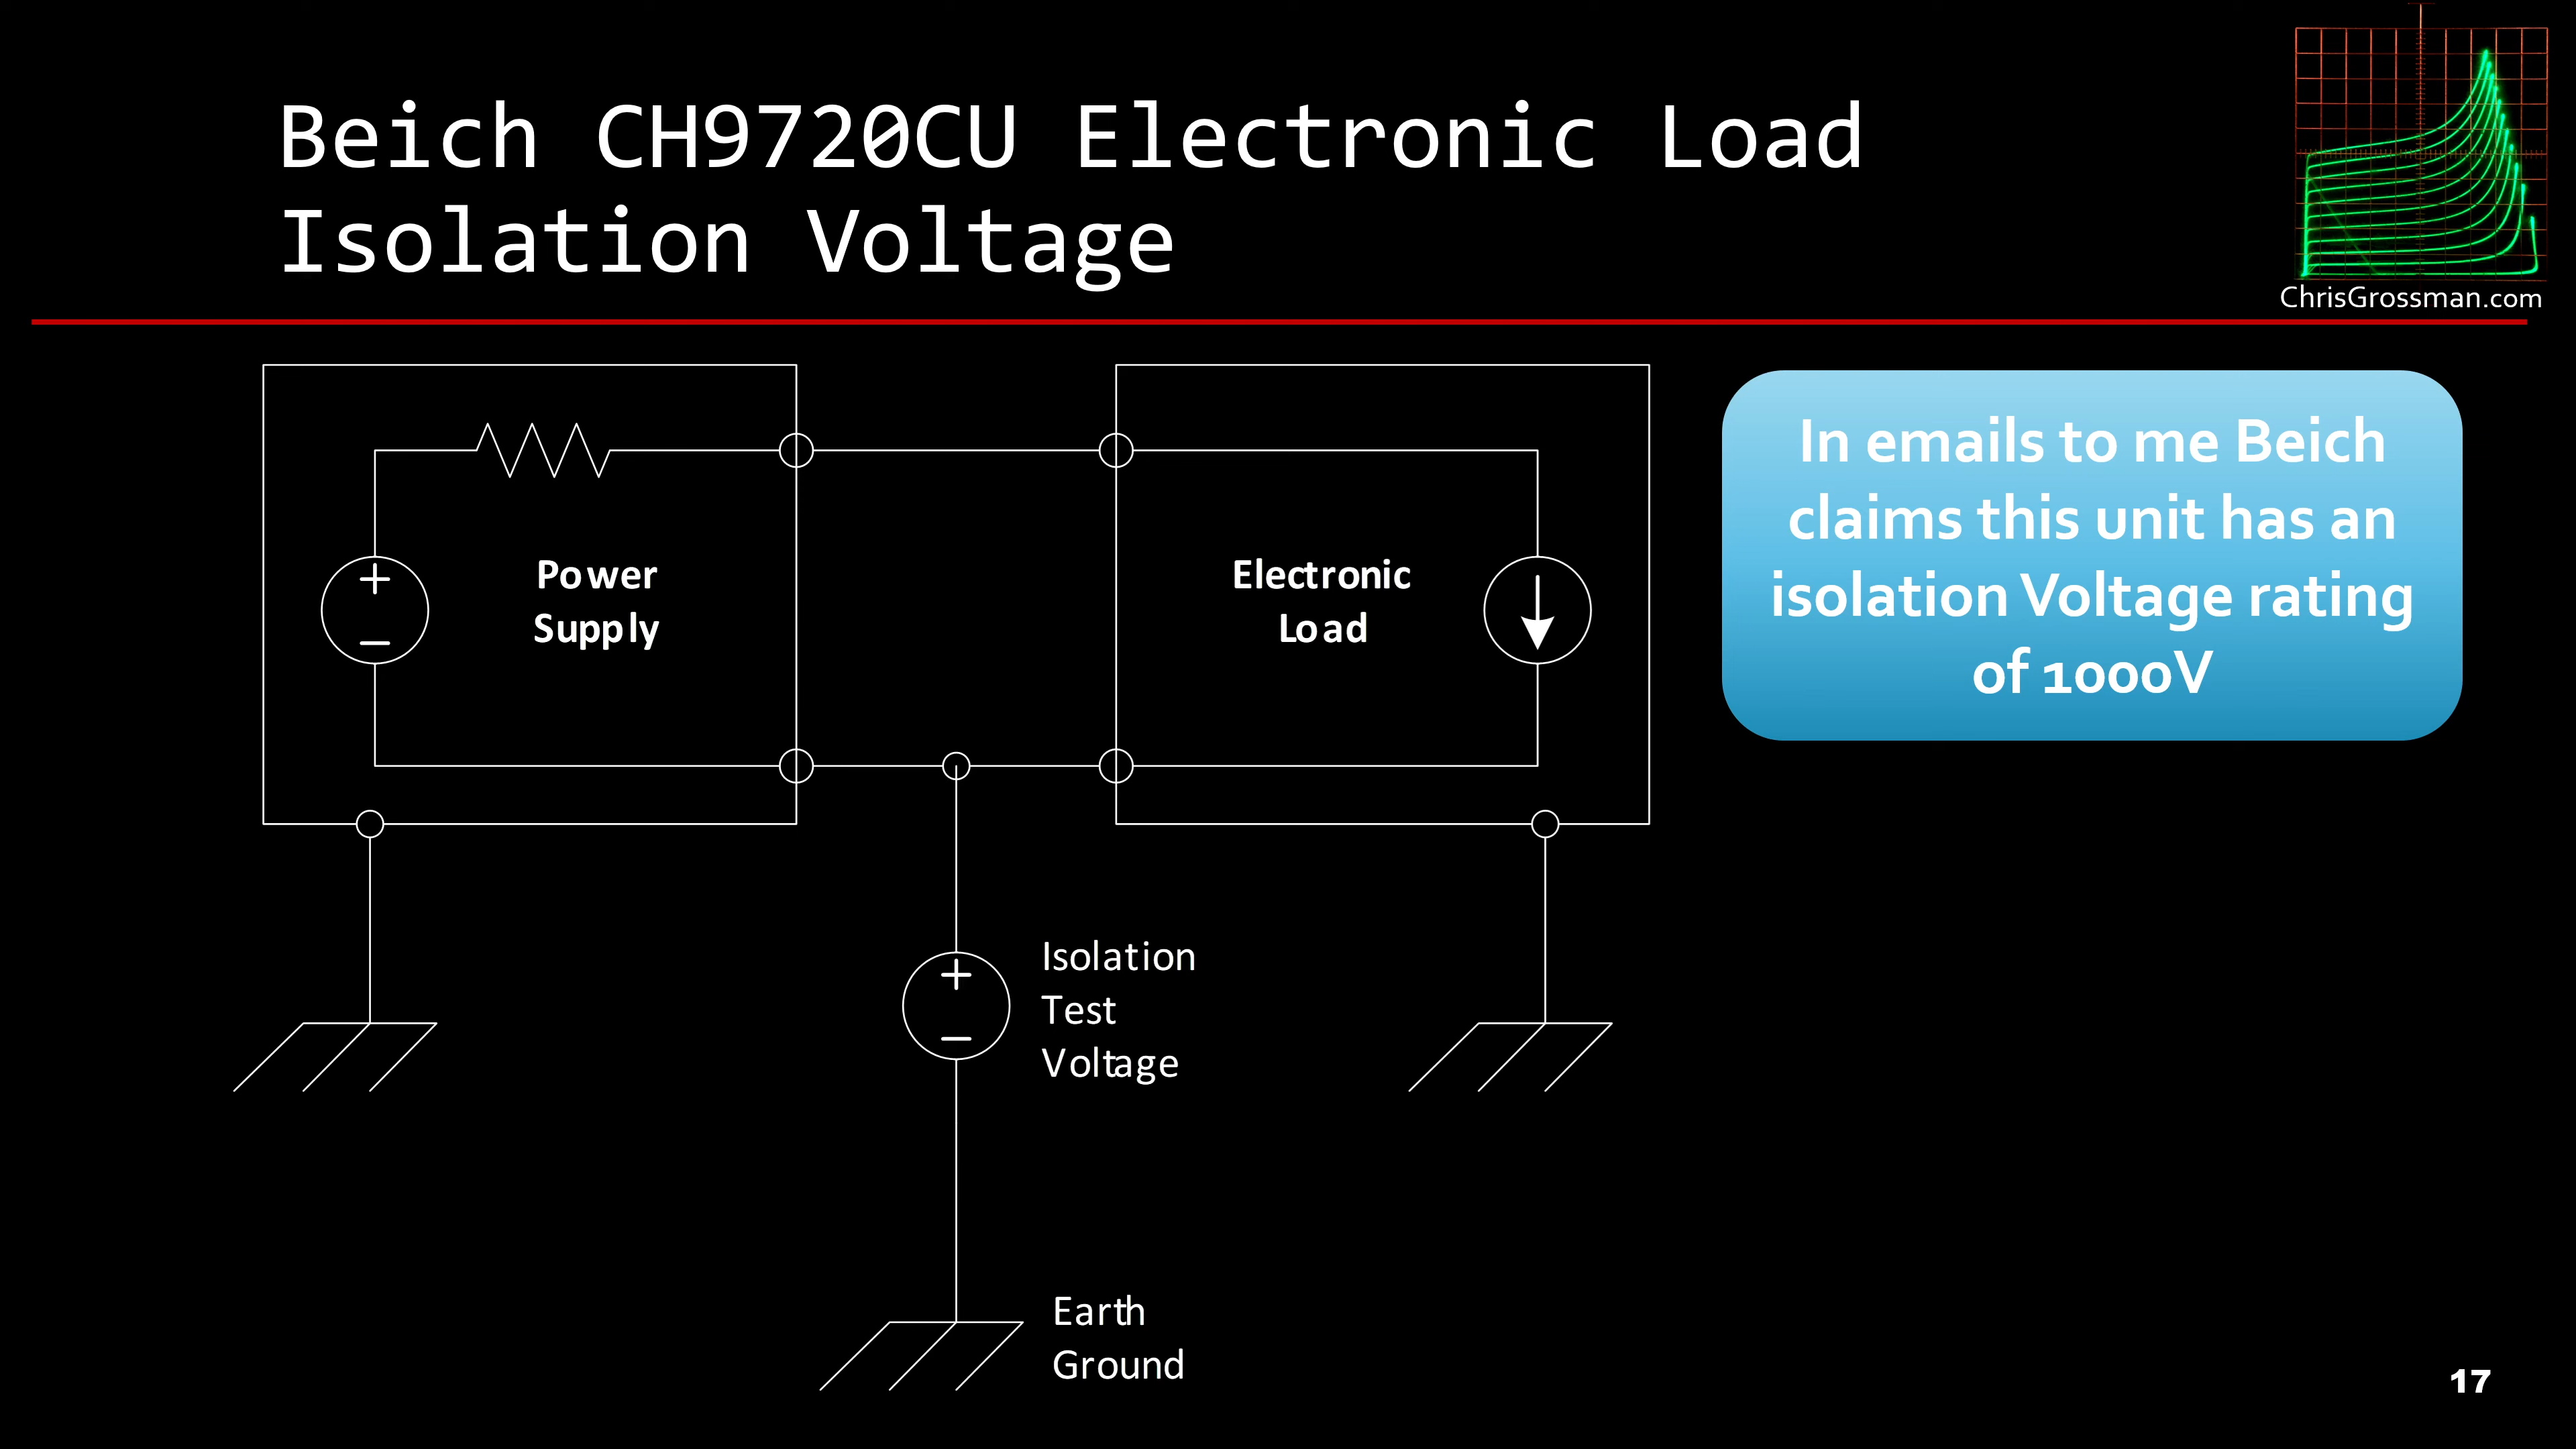 Beich CH9720CU Electronic Load
Isolation Voltage
ChrisGrossman.com
In emails to me Beich
claims this unit has an
isolation Voltage rating
of 1000V
Power
Supply
Electronic
Load
Isolation
Test
Voltage
Earth
Ground
17